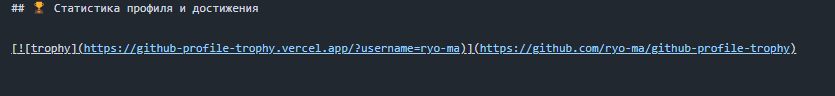 ## 🏆 Статистика профиля и достижения
[![trophy](https://github-profile-trophy.vercel.app/?username=ryo-ma)](https://github.com/ryo-ma/github-profile-trophy)